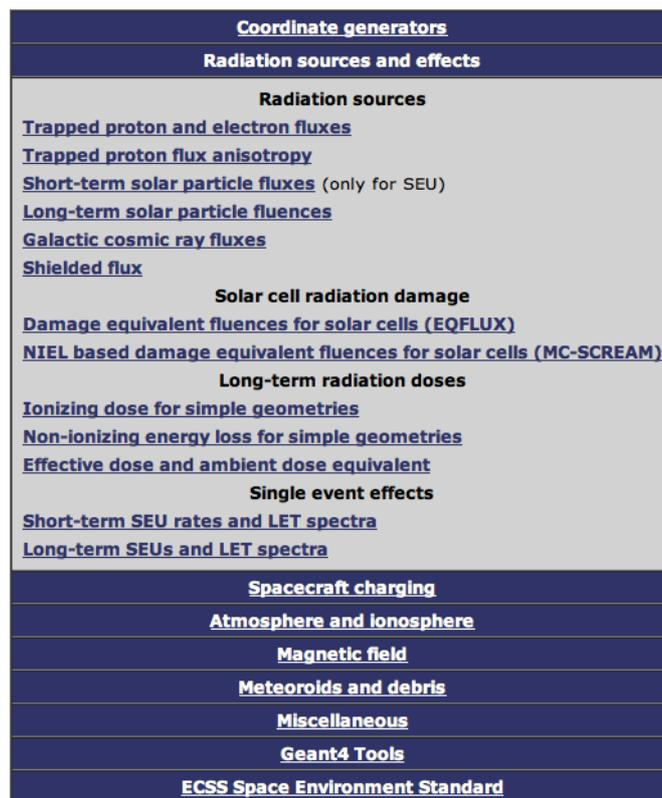 Coordinate generators
Radiation sources and effects
Radiation sources
Trapped proton and electron fluxes
Trapped proton flux anisotropy
Short-term solar particle fluxes (only for SEU)
Long-term solar particle fluences
Galactic cosmic ray fluxes
Shielded flux
Solar cell radiation damage
Damage equivalent fluences for solar cells (EQFLUX)
NIEL based damage equivalent fluences for solar cells (MC-SCREAM)
Long-term radiation doses
Ionizing dose for simple geometries
Non-ionizing energy loss for simple geometries
Effective dose and ambient dose equivalent
Single event effects
Short-term SEU rates and LET spectra
Long-term SEUs and LET spectra
Spacecraft charging
Atmosphere and ionosphere
Magnetic field
Meteoroids and debris
Miscellaneous
Geant4 Tools
ECSS Space Environment Standard